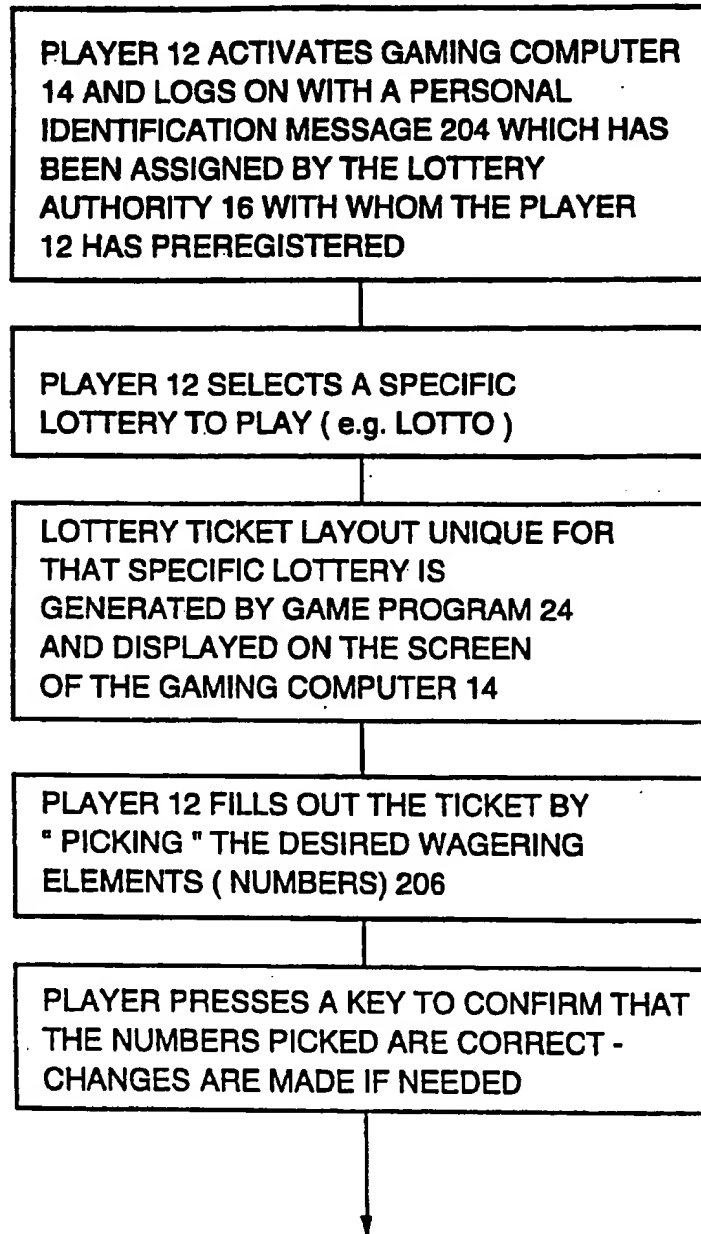 PLAYER 12 ACTIVATES GAMING COMPUTER
14 AND LOGS ON WITH A PERSONAL
IDENTIFICATION MESSAGE 204 WHICH HAS
BEEN ASSIGNED BY THE LOTTERY
AUTHORITY 16 WITH WHOM THE PLAYER
12 HAS PREREGISTERED
PLAYER 12 SELECTS A SPECIFIC
LOTTERY TO PLAY ( e.g. LOTTO )
LOTTERY TICKET LAYOUT UNIQUE FOR
THAT SPECIFIC LOTTERY IS
GENERATED BY GAME PROGRAM 24
AND DISPLAYED ON THE SCREEN
OF THE GAMING COMPUTER 14
PLAYER 12 FILLS OUT THE TICKET BY
" PICKING " THE DESIRED WAGERING
ELEMENTS ( NUMBERS) 206
PLAYER PRESSES A KEY TO CONFIRM THAT
THE NUMBERS PICKED ARE CORRECT -
CHANGES ARE MADE IF NEEDED